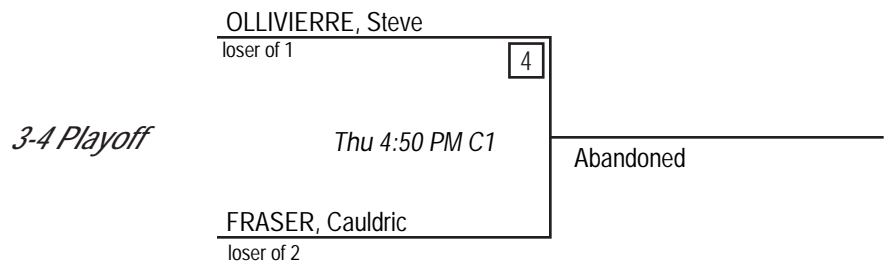 OLLIVIERRE, Steve
loser of 1
4
3-4 Playoff
Thu 4:50 PM C1
Abandoned
FRASER, Cauldric
loser of 2